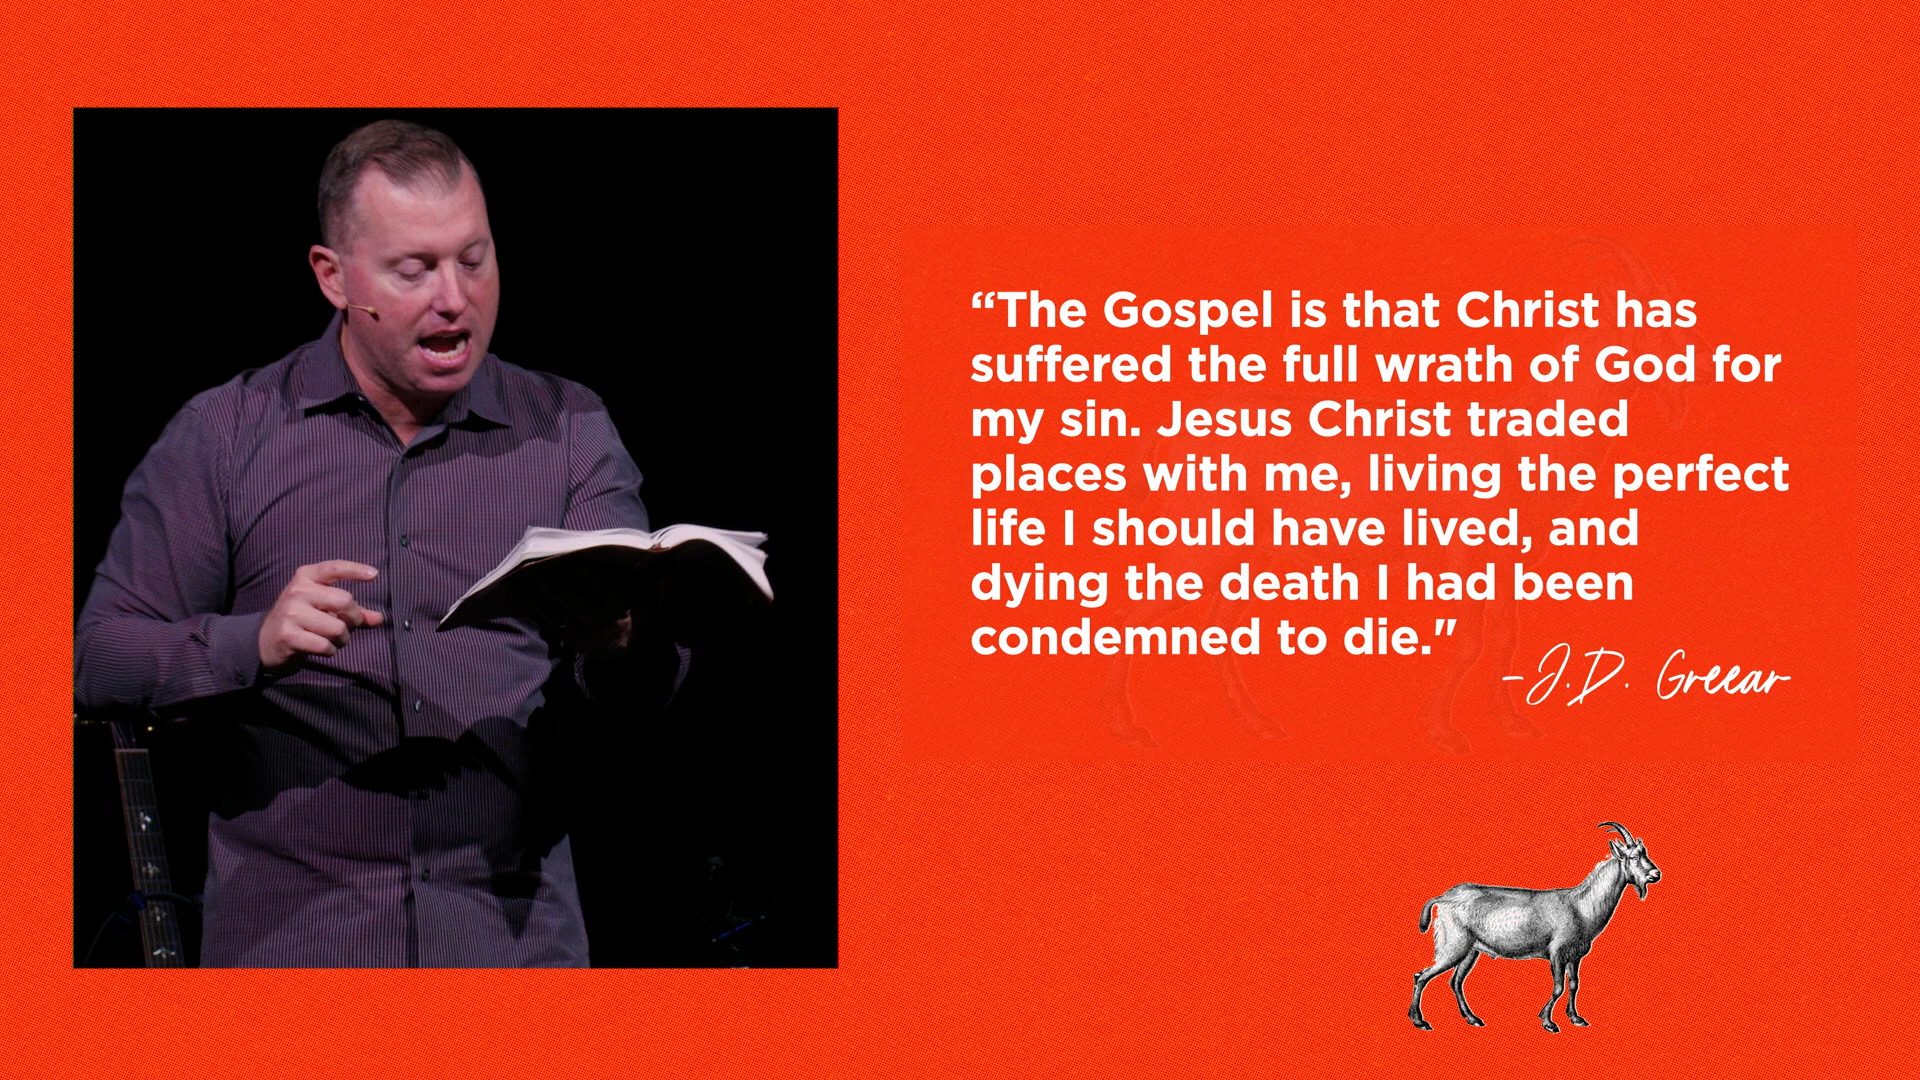 “The Gospel is that Christ has
suffered the full wrath of God for
my sin. Jesus Christ traded
places with me, living the perfect
life I should have lived, and
dying the death I had been
condemned to die."
-J.D. Greear